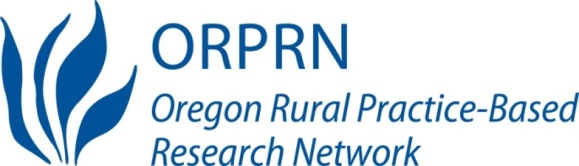 ORPRN
Oregon Rural Practice-Based
Research Network